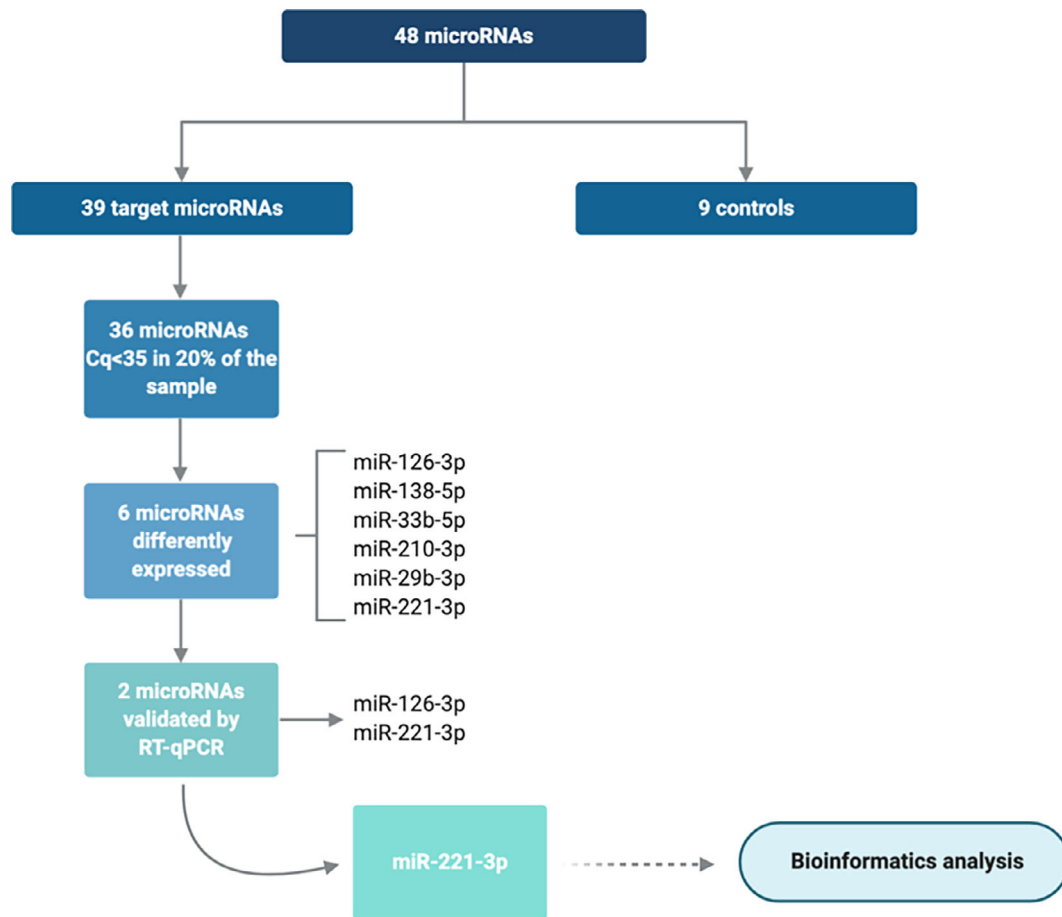 48 microRNAs
39 target microRNAs
9 controls
36 microRNAs
Cq<35 in 20% of the
sample
6 microRNAs
differently
expressed
miR-126-3p
miR-138-5p
miR-33b-5p
miR-210-3p
miR-29b-3p
miR-221-3p
2 microRNAs
validated by
RT-qPCR
miR-126-3p
miR-221-3p
miR-221-3p
Bioinformatics analysis